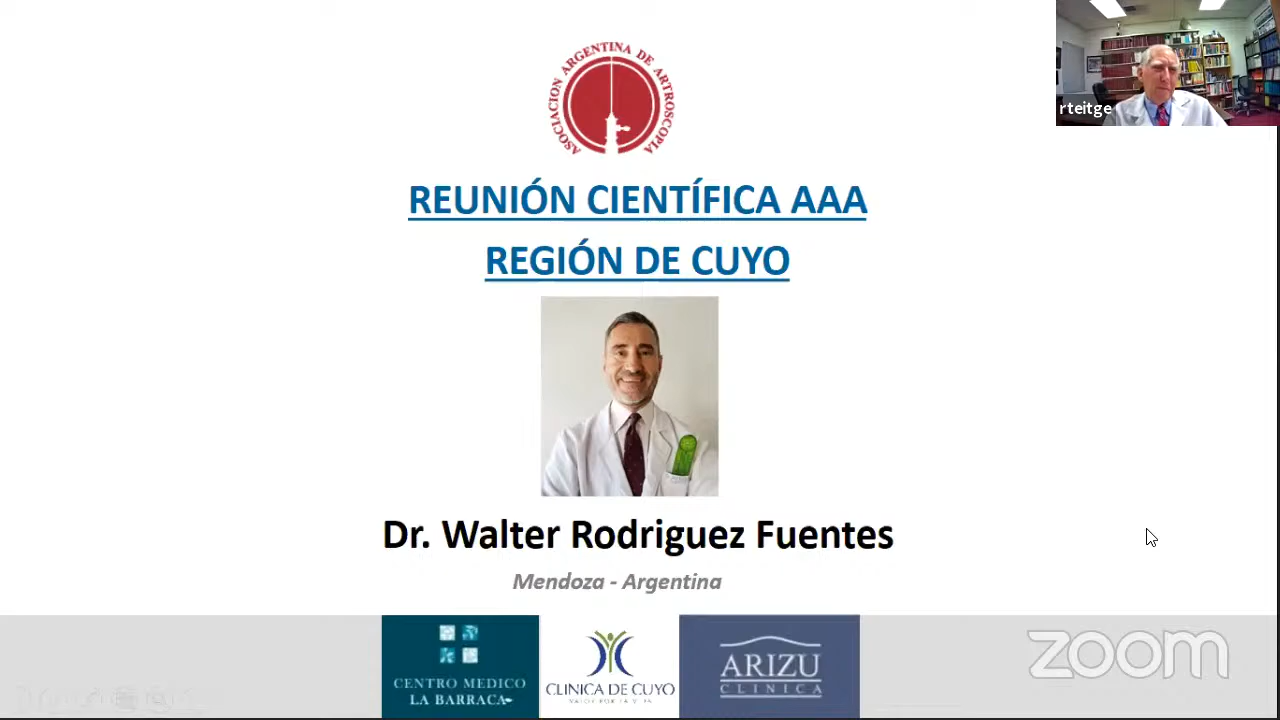 ASOCIACION ARGENTINA DE ARTROSCOPIA
rteitge
REUNIÓN CIENTÍFICA AAA
REGIÓN DE CUYO
Dr. Walter Rodriguez Fuentes
Mendoza - Argentina
CENTRO MEDICO
LA BARRACA
CLINICA DE CUYO
ARIZU
CLINICA
zoom